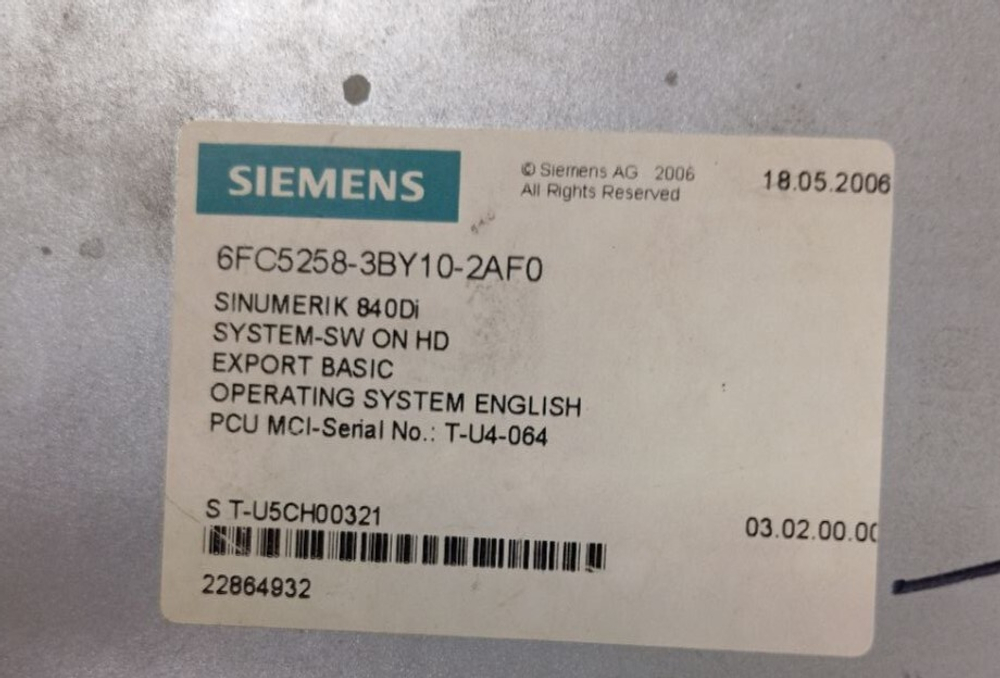 SIEMENS
© Siemens AG 2006
All Rights Reserved
18.05.2006
6FC5258-3BY10-2AF0
SINUMERIK 840Di
SYSTEM-SW ON HD
EXPORT BASIC
OPERATING SYSTEM ENGLISH
PCU MCI-Serial No.: T-U4-064
S T-U5CH00321
03.02.00.00
22864932